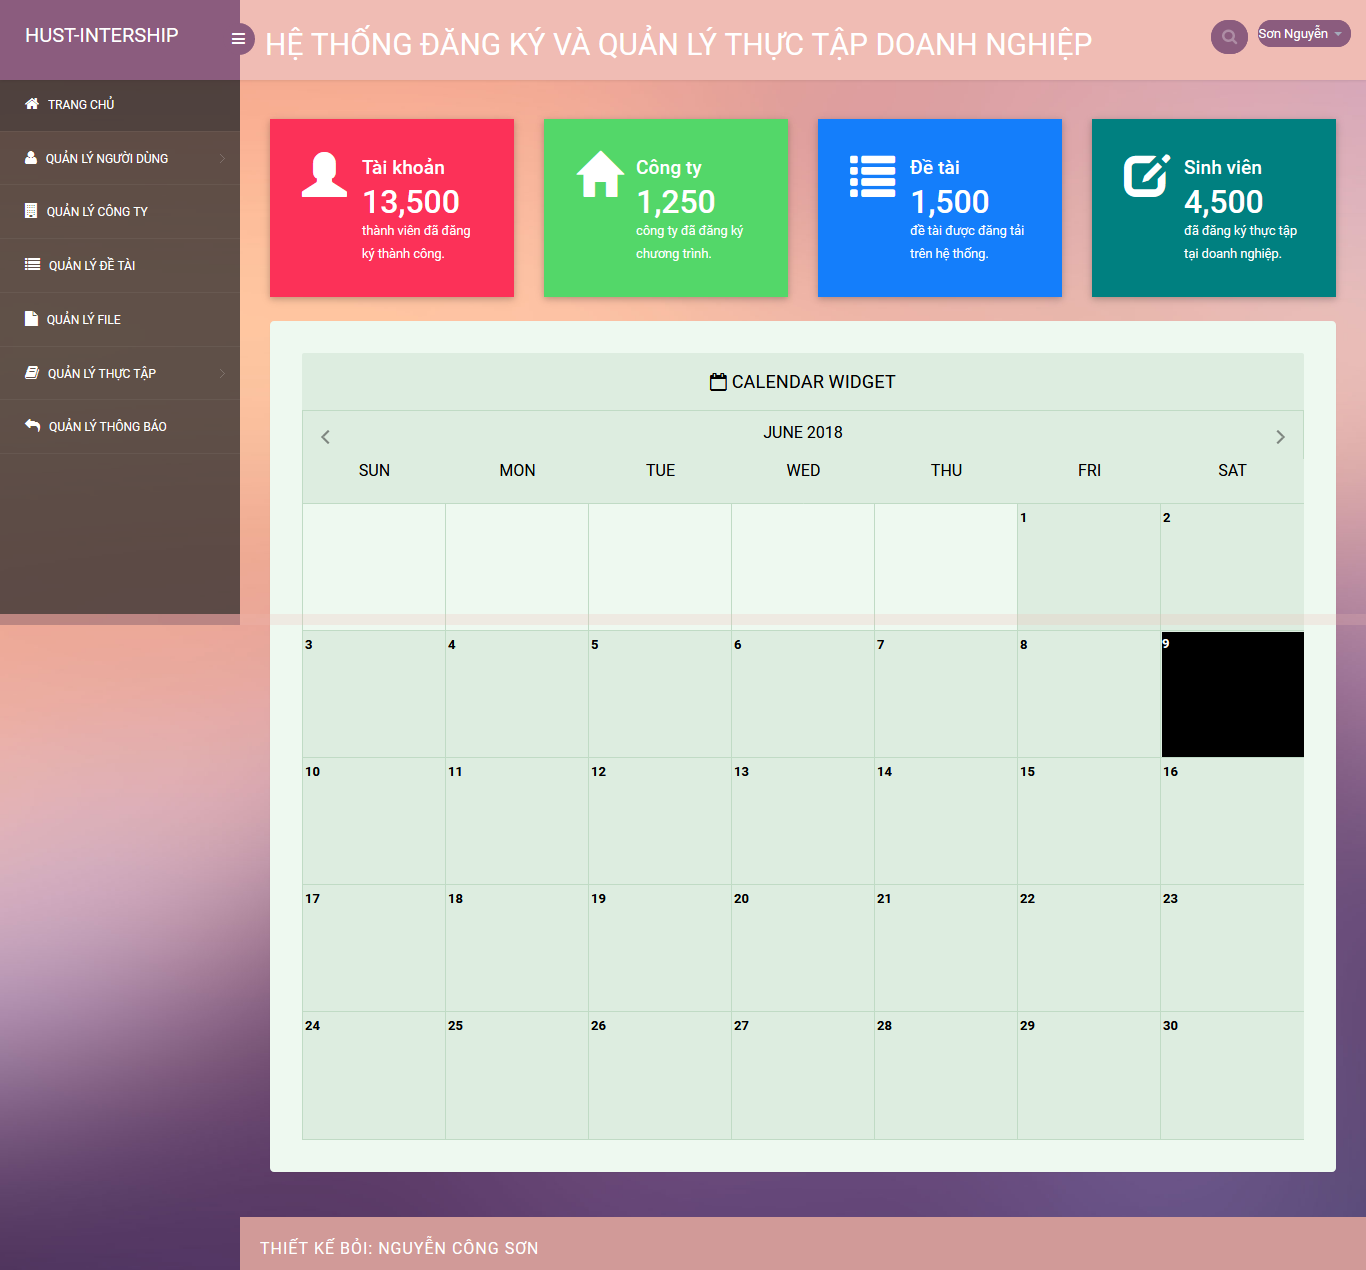 HUST-INTERSHIP
HỆ THỐNG ĐĂNG KÝ VÀ QUẢN LÝ THỰC TẬP DOANH NGHIỆP
Sơn Nguyễn
TRANG CHỦ
QUẢN LÝ NGƯỜI DÙNG
QUẢN LÝ CÔNG TY
QUẢN LÝ ĐỀ TÀI
QUẢN LÝ FILE
QUẢN LÝ THỰC TẬP
QUẢN LÝ THÔNG BÁO
Tài khoản
13,500
thành viên đã đăng
ký thành công.
Công ty
1,250
công ty đã đăng ký
chương trình.
Đề tài
1,500
đề tài được đăng tải
trên hệ thống.
Sinh viên
4,500
đã đăng ký thực tập
tại doanh nghiệp.
CALENDAR WIDGET
JUNE 2018
SUN MON TUE WED THU FRI SAT
1 2
3 4 5 6 7 8 9
10 11 12 13 14 15 16
17 18 19 20 21 22 23
24 25 26 27 28 29 30
THIẾT KẾ BỎI: NGUYỄN CÔNG SƠN